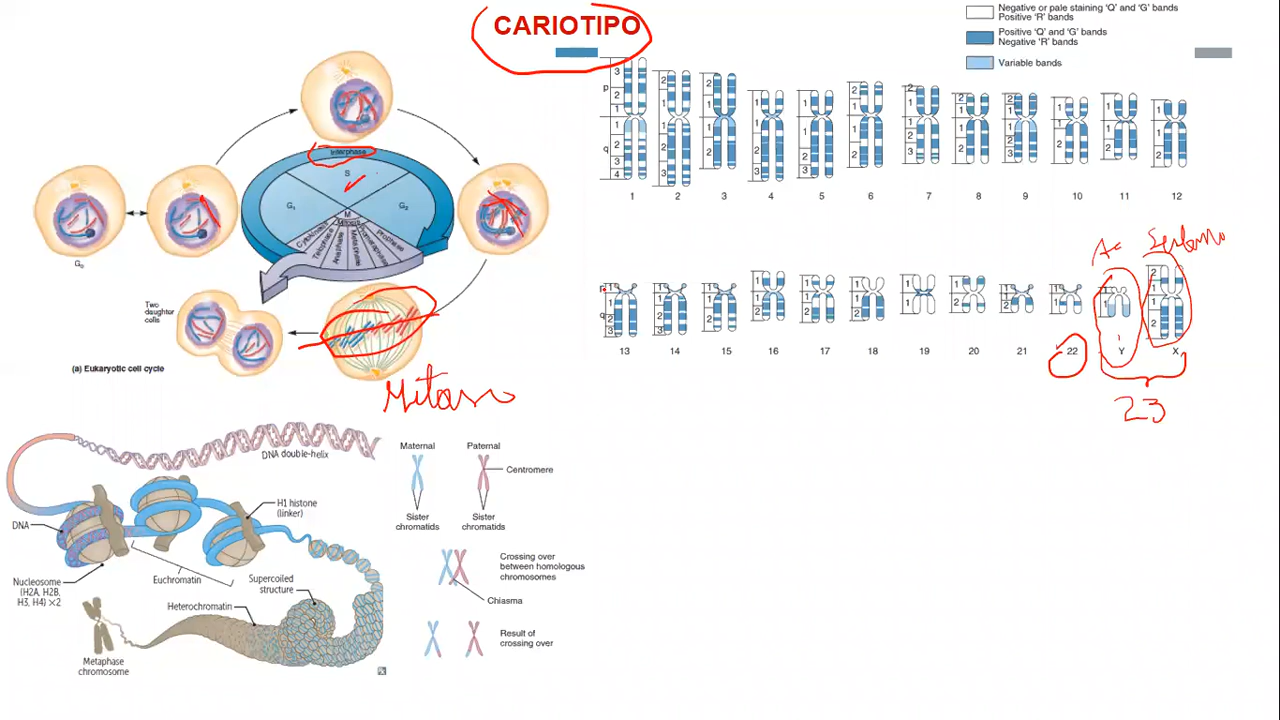 CARIOTIPO
Negative or pale staining 'Q' and 'G' bands
Positive 'R' bands
Positive 'Q' and 'G' bands
Negative 'R' bands
Variable bands
Interphase
S
G₁
G₂
M
Mitosis
Cytokinesis
Telophase
Anaphase
Metaphase
Prometaphase
Prophase
G₀
Two
daughter
cells
(a) Eukaryotic cell cycle
Mitosis
p
q
1 2 3 4 5 6 7 8 9 10 11 12
13 14 15 16 17 18 19 20 21 22 Y X
23
DNA double-helix
DNA
H1 histone
(linker)
Euchromatin
Nucleosome
(H2A, H2B,
H3, H4) ×2
Supercoiled
structure
Heterochromatin
Metaphase
chromosome
Maternal
Paternal
Centromere
Sister
chromatids
Sister
chromatids
Crossing over
between homologous
chromosomes
Chiasma
Result of
crossing over